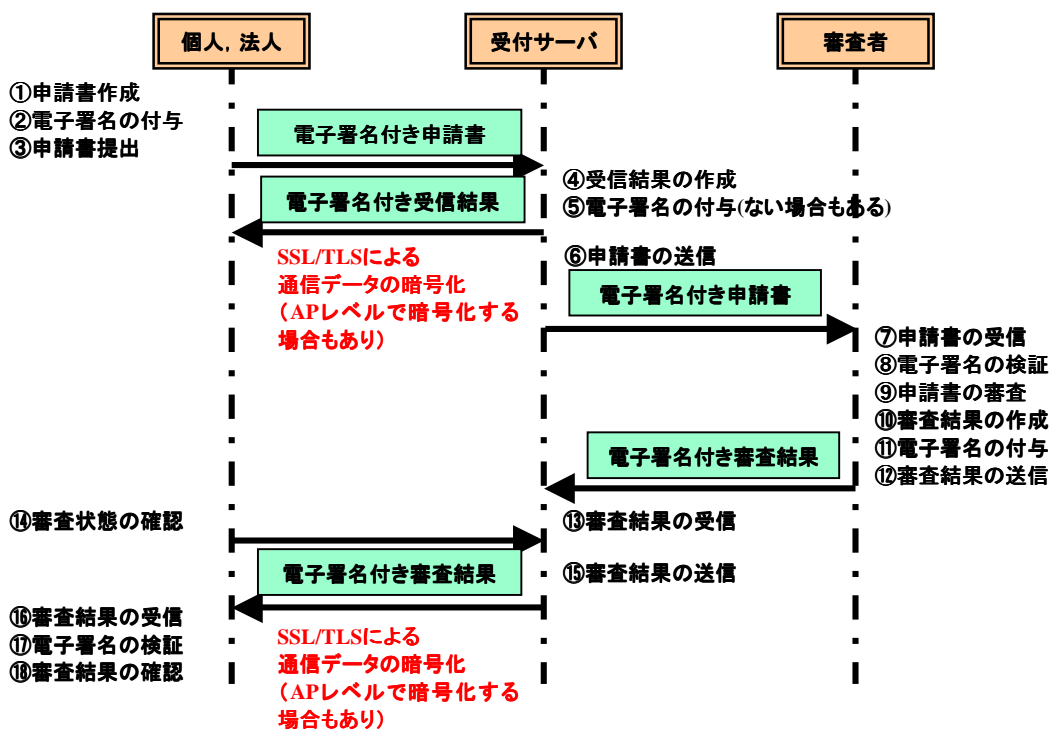 個人，法人
受付サーバ
審査者
①申請書作成
②電子署名の付与
③申請書提出
電子署名付き申請書
電子署名付き受信結果
④受信結果の作成
⑤電子署名の付与(ない場合もある)
SSL/TLSによる
通信データの暗号化
（APレベルで暗号化する
場合もあり）
⑥申請書の送信
電子署名付き申請書
⑦申請書の受信
⑧電子署名の検証
⑨申請書の審査
⑩審査結果の作成
⑪電子署名の付与
⑫審査結果の送信
電子署名付き審査結果
⑬審査結果の受信
⑭審査状態の確認
電子署名付き審査結果
⑮審査結果の送信
⑯審査結果の受信
⑰電子署名の検証
⑱審査結果の確認
SSL/TLSによる
通信データの暗号化
（APレベルで暗号化する
場合もあり）